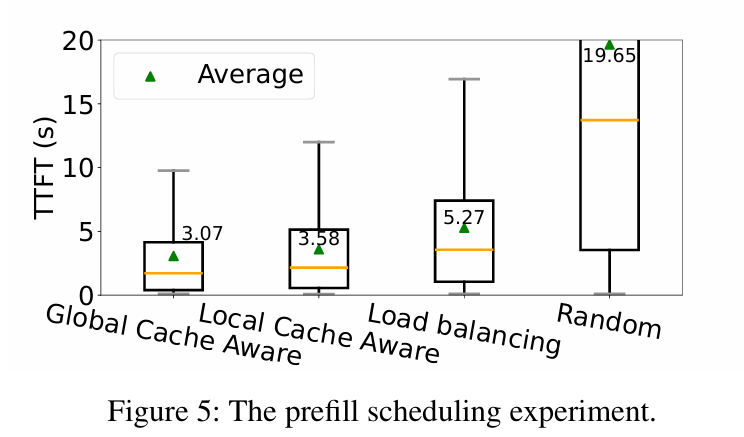 20
15
10
5
0
TTFT (s)
Average
3.07
3.58
5.27
19.65
Global Cache Aware
Local Cache Aware
Load balancing
Random
Figure 5: The prefill scheduling experiment.